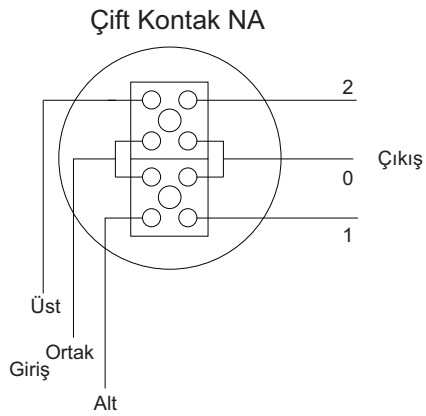 Çift Kontak NA
2
Çıkış
0
1
Üst
Ortak
Giriş
Alt